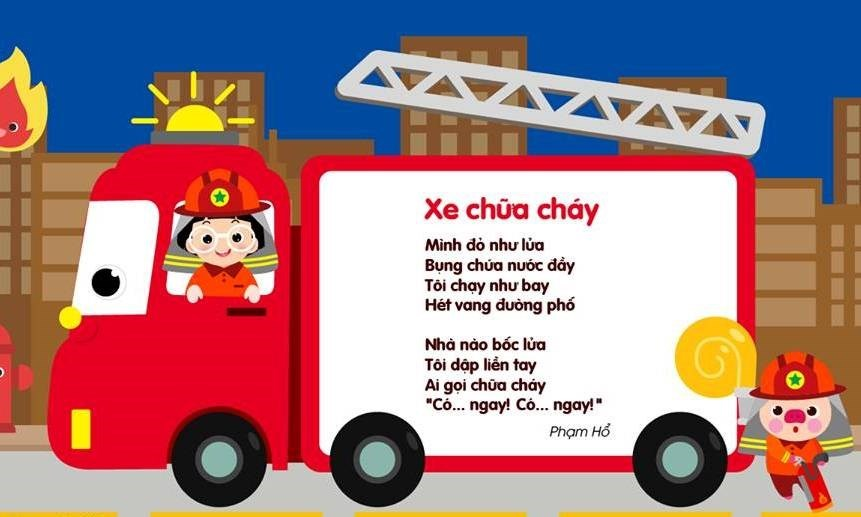 Xe chữa cháy
Mình đỏ như lửa
Bụng chứa nước đầy
Tôi chạy như bay
Hét vang đường phố
Nhà nào bốc lửa
Tôi dập liền tay
Ai gọi chữa cháy
"Có... ngay! Có... ngay!"
Phạm Hổ